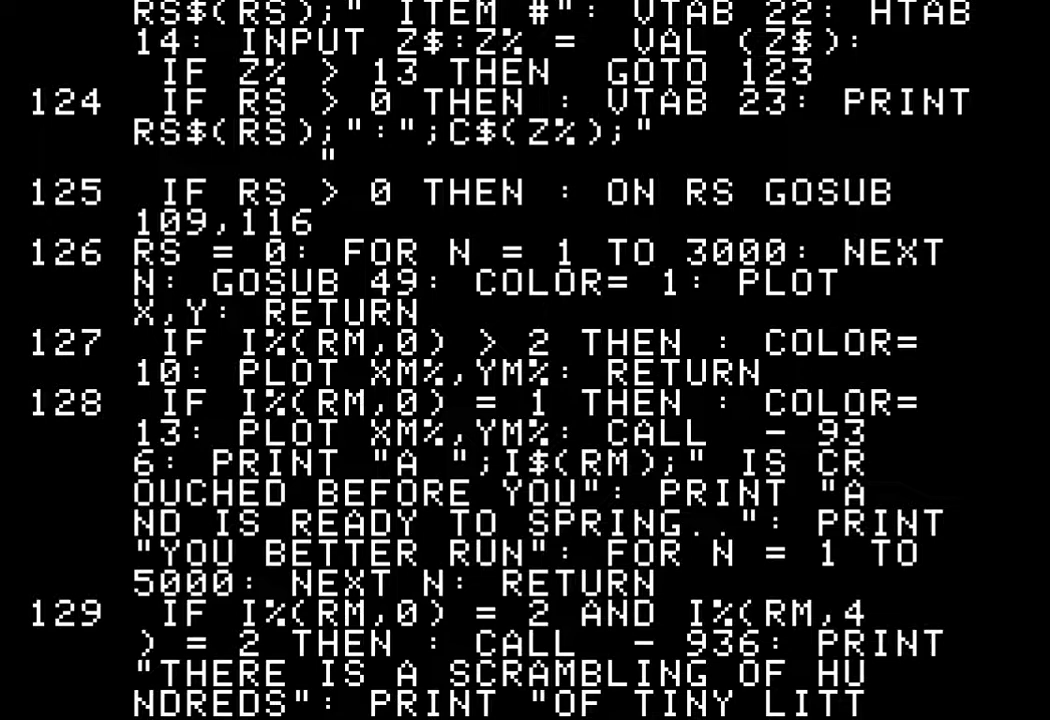 RS$(RS);" ITEM #": VTAB 22: HTAB
14: INPUT Z$:Z% =  VAL (Z$):
IF Z% > 13 THEN  GOTO 123
124  IF RS > 0 THEN : VTAB 23: PRINT
RS$(RS);":";C$(Z%);"
"
125  IF RS > 0 THEN : ON RS GOSUB
109,116
126 RS = 0: FOR N = 1 TO 3000: NEXT
N: GOSUB 49: COLOR= 1: PLOT
X,Y: RETURN
127  IF I%(RM,0) > 2 THEN : COLOR=
10: PLOT XM%,YM%: RETURN
128  IF I%(RM,0) = 1 THEN : COLOR=
13: PLOT XM%,YM%: CALL  - 93
6: PRINT "A ";I$(RM);" IS CR
OUCHED BEFORE YOU": PRINT "A
ND IS READY TO SPRING..": PRINT
"YOU BETTER RUN": FOR N = 1 TO
5000: NEXT N: RETURN
129  IF I%(RM,0) = 2 AND I%(RM,4
) = 2 THEN : CALL  - 936: PRINT
"THERE IS A SCRAMBLING OF HU
NDREDS": PRINT "OF TINY LITT